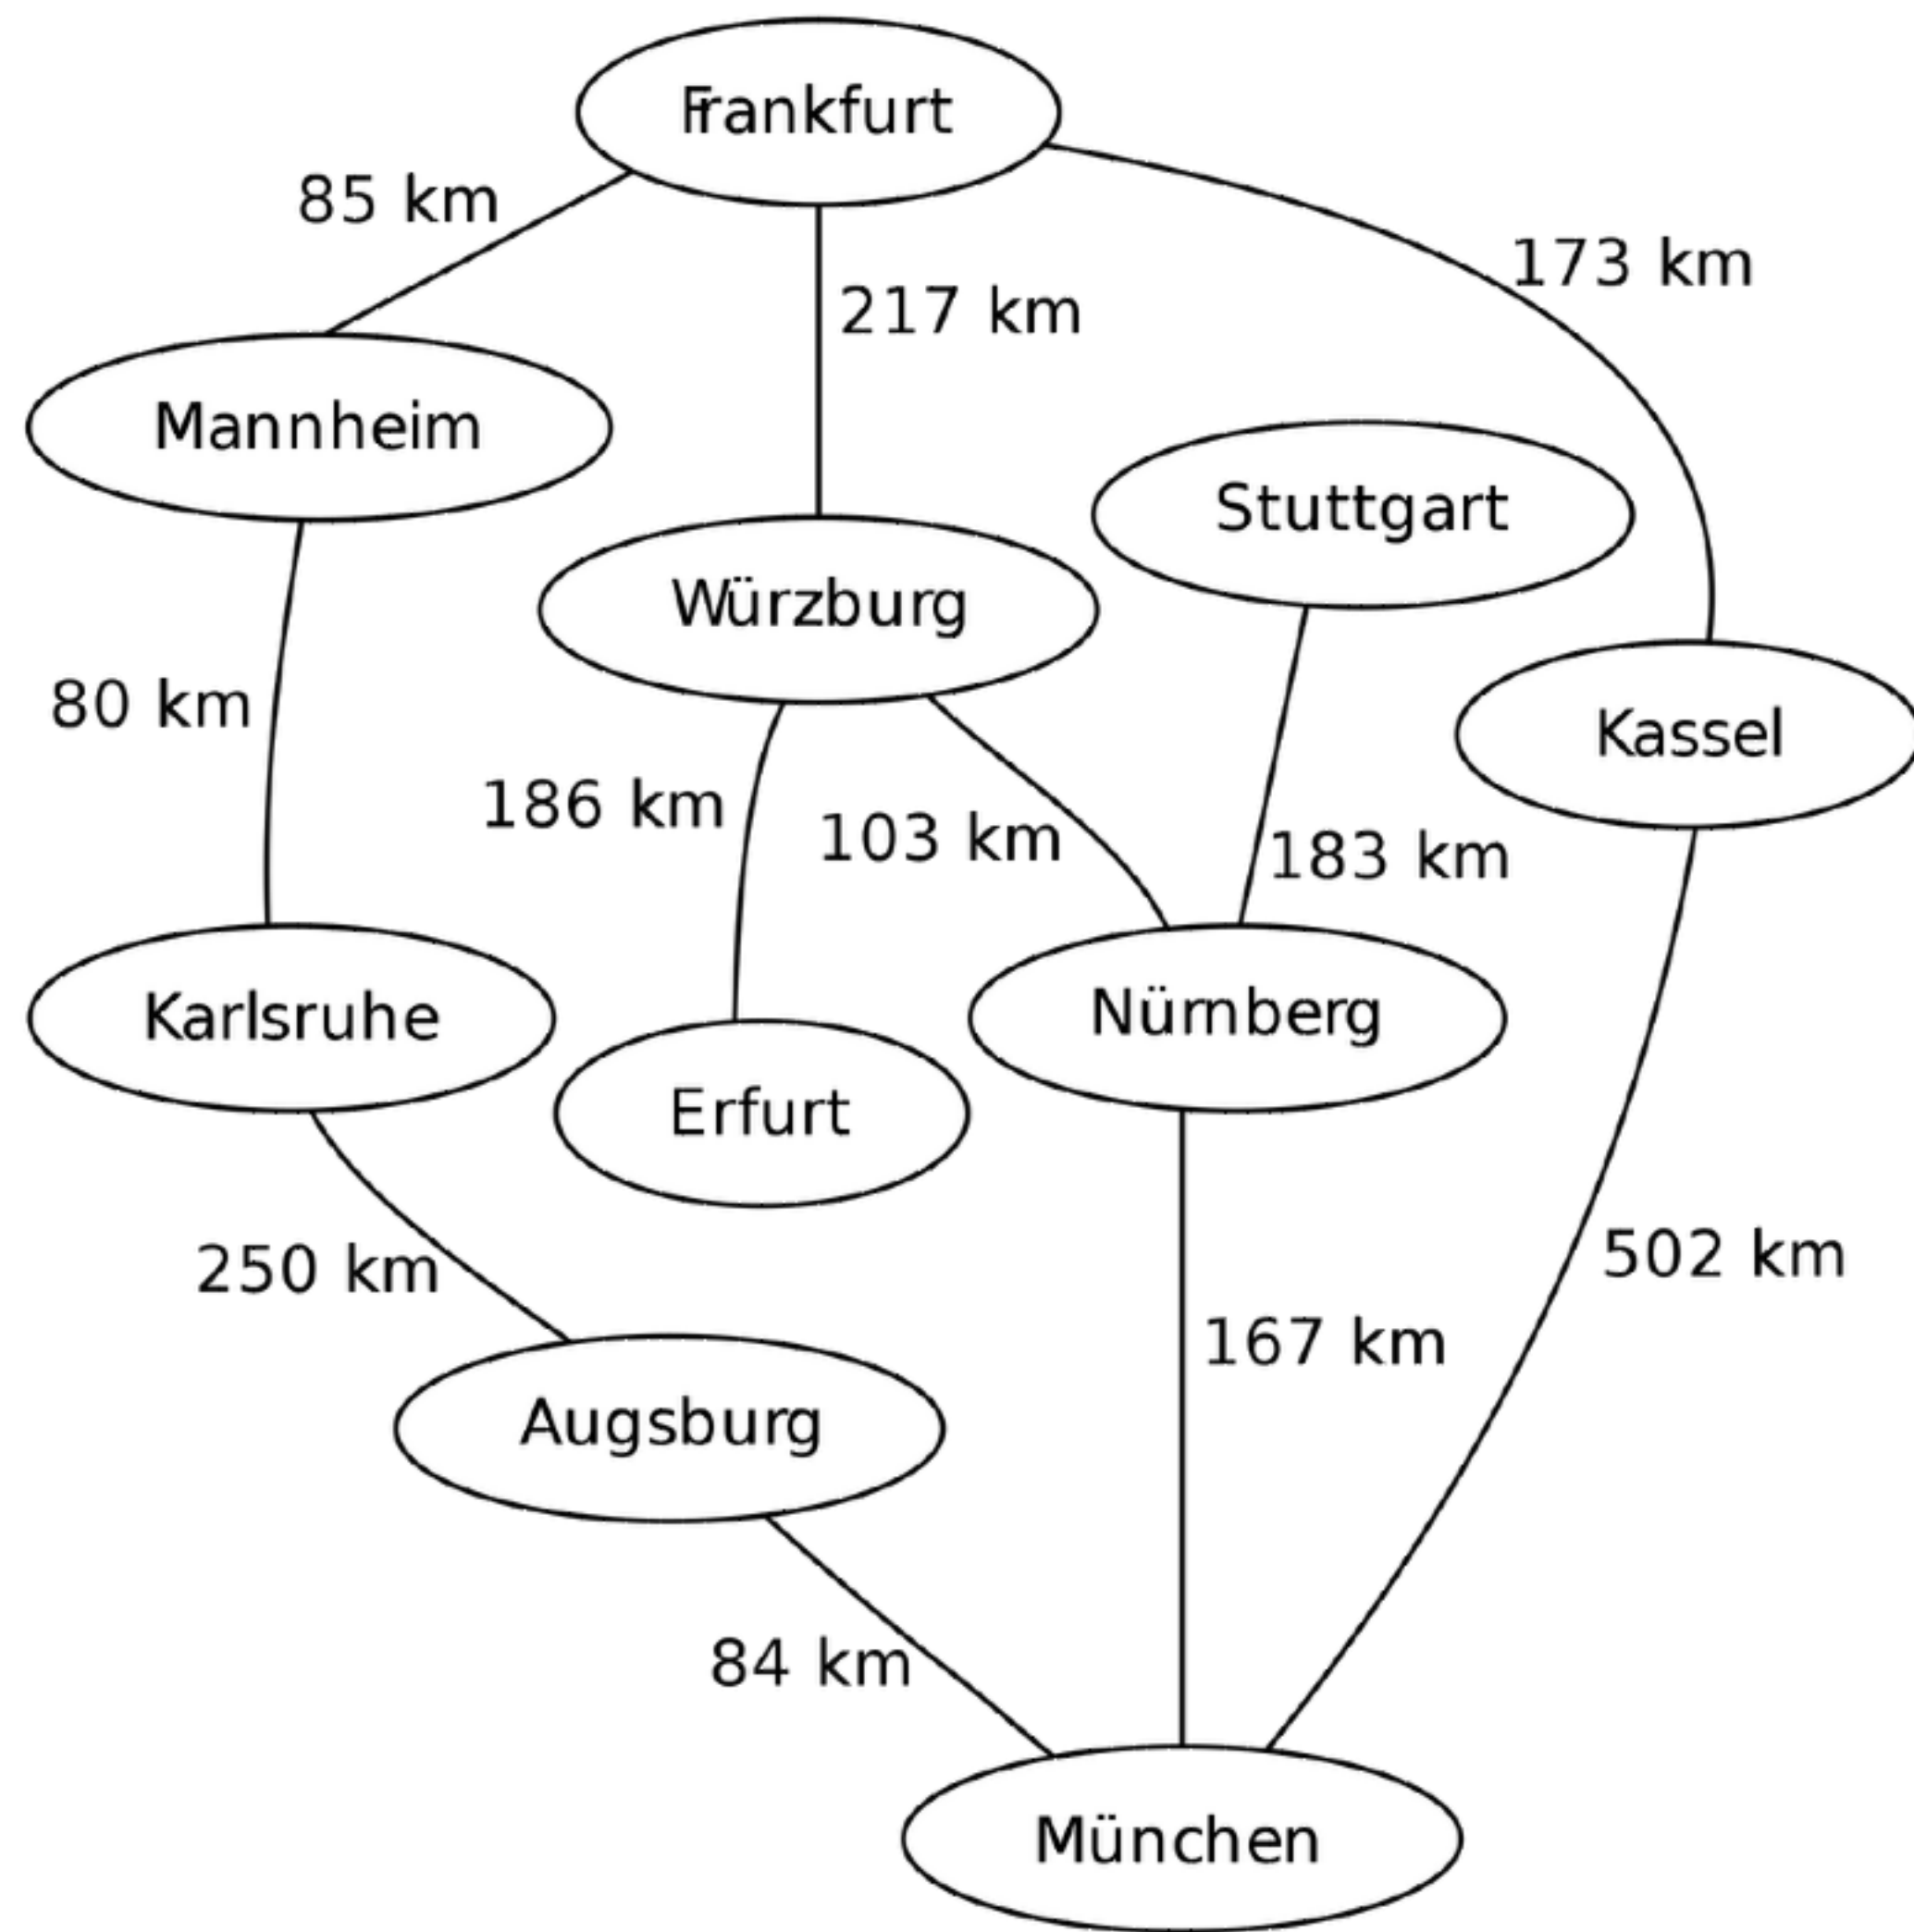 Frankfurt
85 km
173 km
217 km
Mannheim
Stuttgart
Würzburg
80 km
Kassel
186 km
103 km
183 km
Karlsruhe
Nürnberg
Erfurt
250 km
502 km
167 km
Augsburg
84 km
München